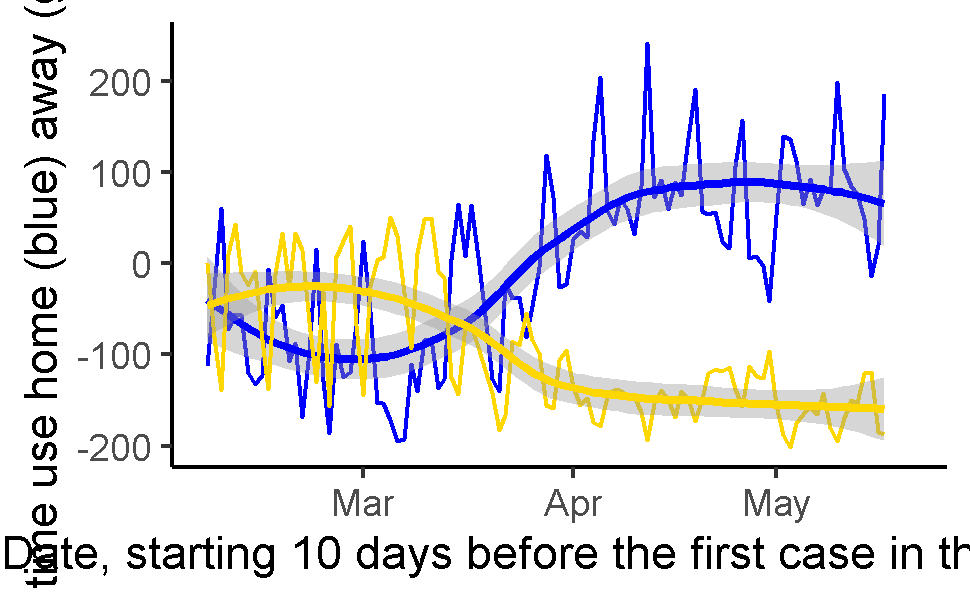 time use home (blue) away (
200
100
0
-100
-200
Mar Apr May
Date, starting 10 days before the first case in th